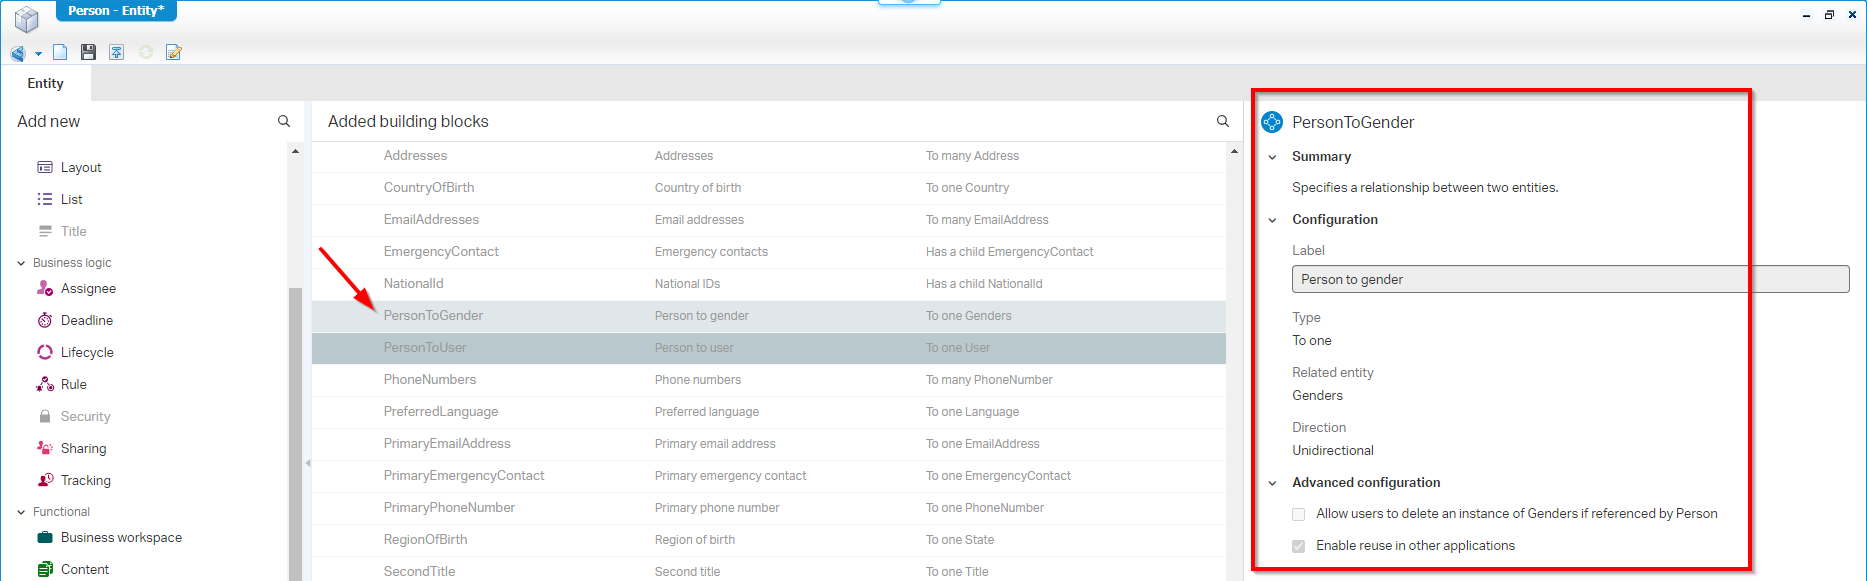 Person - Entity*
Entity
Add new
Layout
List
Title
Business logic
Assignee
Deadline
Lifecycle
Rule
Security
Sharing
Tracking
Functional
Business workspace
Content
Added building blocks
Addresses Addresses To many Address
CountryOfBirth Country of birth To one Country
EmailAddresses Email addresses To many EmailAddress
EmergencyContact Emergency contacts Has a child EmergencyContact
NationalId National IDs Has a child NationalId
PersonToGender Person to gender To one Genders
PersonToUser Person to user To one User
PhoneNumbers Phone numbers To many PhoneNumber
PreferredLanguage Preferred language To one Language
PrimaryEmailAddress Primary email address To one EmailAddress
PrimaryEmergencyContact Primary emergency contact To one EmergencyContact
PrimaryPhoneNumber Primary phone number To one PhoneNumber
RegionOfBirth Region of birth To one State
SecondTitle Second title To one Title
PersonToGender
Summary
Specifies a relationship between two entities.
Configuration
Label
Person to gender
Type
To one
Related entity
Genders
Direction
Unidirectional
Advanced configuration
Allow users to delete an instance of Genders if referenced by Person
Enable reuse in other applications